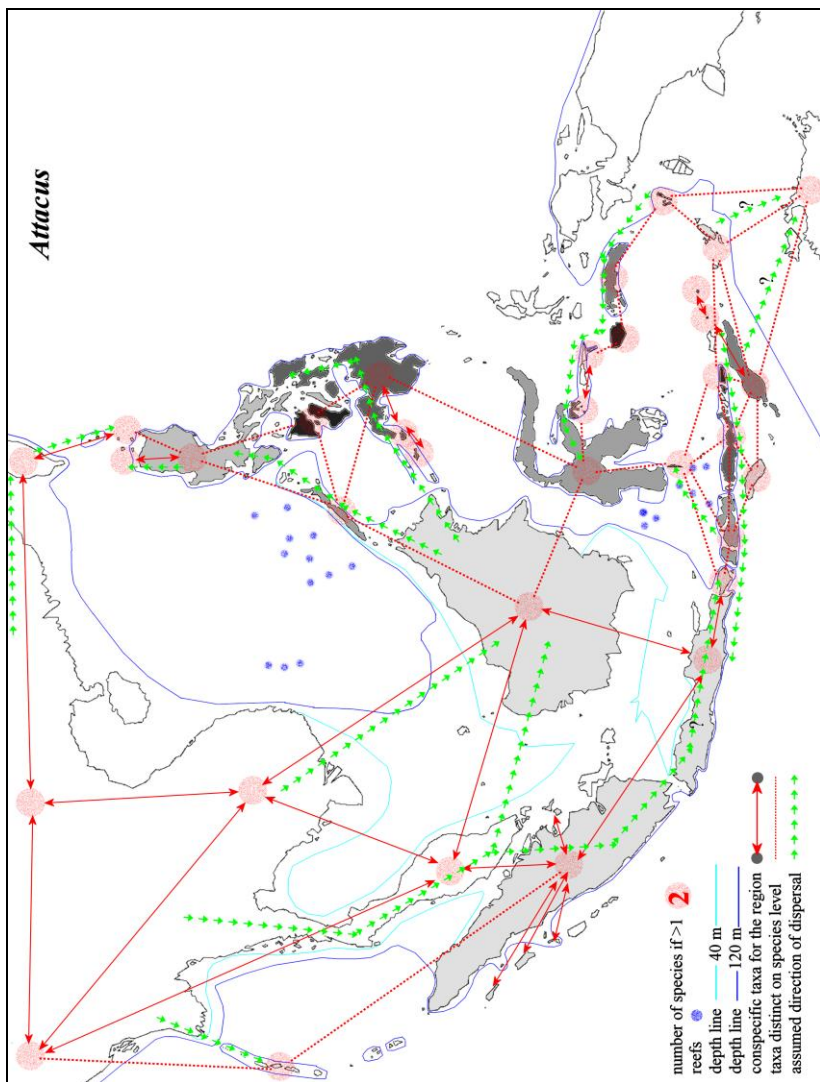 Attacus
?
?
?
number of species if >1 2
reefs
depth line 40 m
depth line 120 m
conspecific taxa for the region
taxa distinct on species level
assumed direction of dispersal